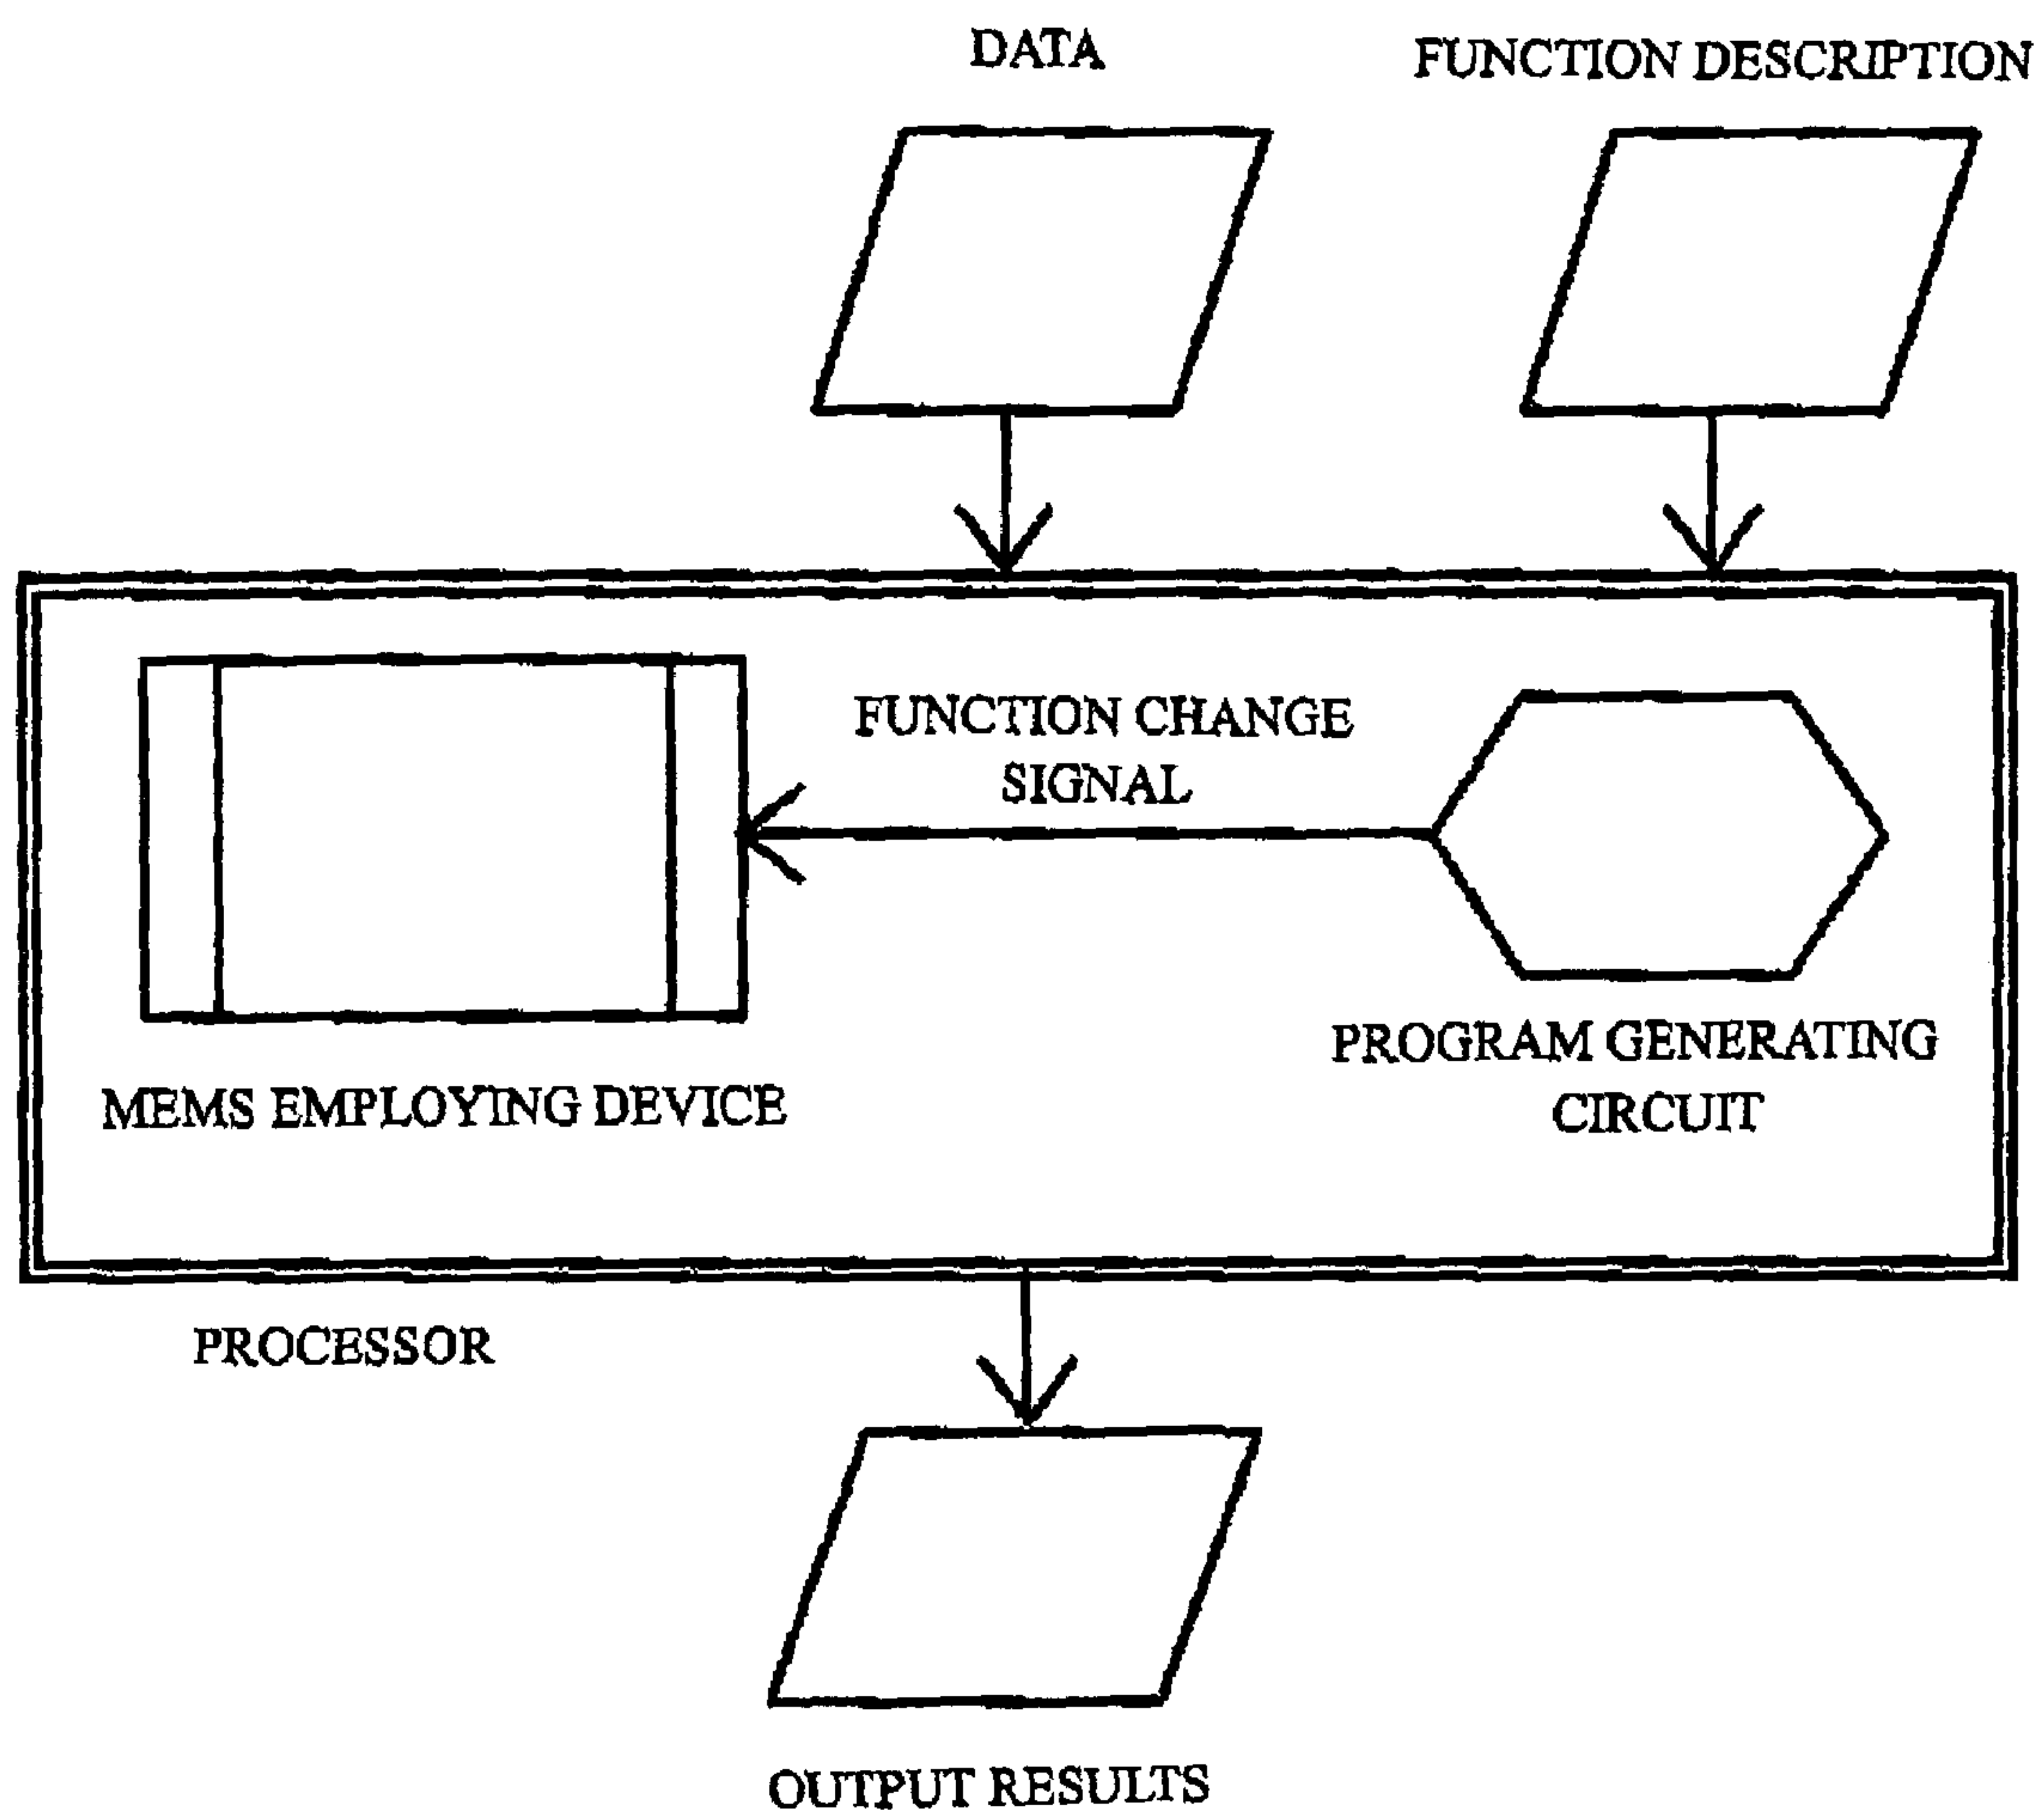 DATA
FUNCTION DESCRIPTION
FUNCTION CHANGE
SIGNAL
MEMS EMPLOYING DEVICE
PROGRAM GENERATING
CIRCUIT
PROCESSOR
OUTPUT RESULTS